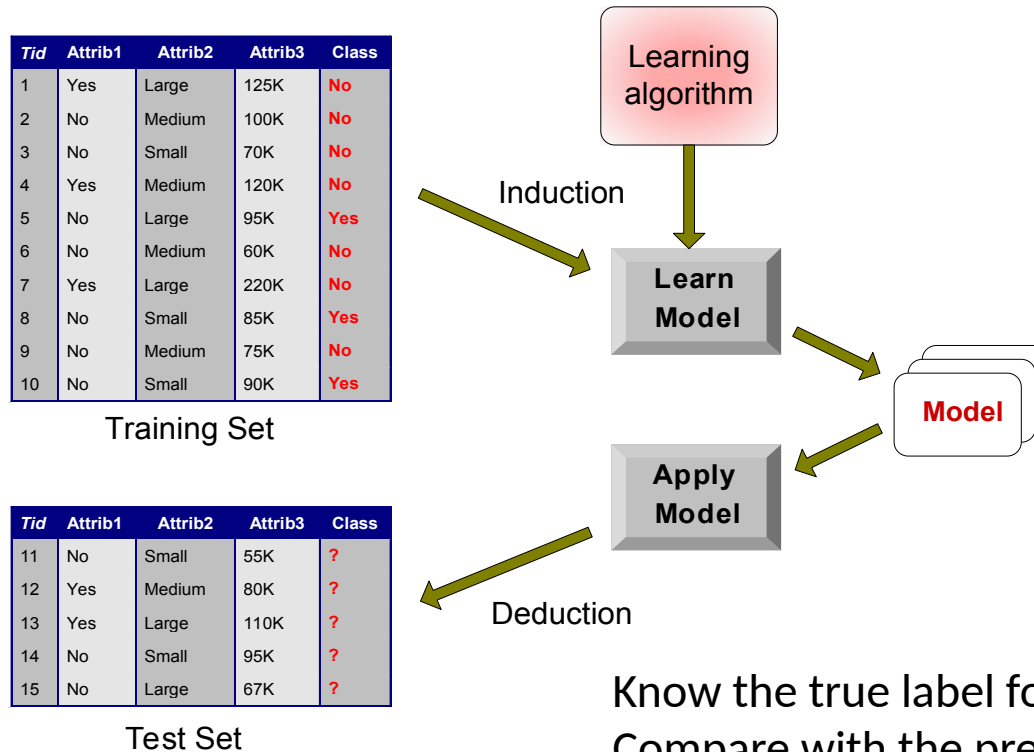 Tid Attrib1 Attrib2 Attrib3 Class
1 Yes Large 125K No
2 No Medium 100K No
3 No Small 70K No
4 Yes Medium 120K No
5 No Large 95K Yes
6 No Medium 60K No
7 Yes Large 220K No
8 No Small 85K Yes
9 No Medium 75K No
10 No Small 90K Yes
Training Set
Learning
algorithm
Induction
Learn
Model
Model
Apply
Model
Deduction
Tid Attrib1 Attrib2 Attrib3 Class
11 No Small 55K ?
12 Yes Medium 80K ?
13 Yes Large 110K ?
14 No Small 95K ?
15 No Large 67K ?
Test Set
Know the true label
Compare with the